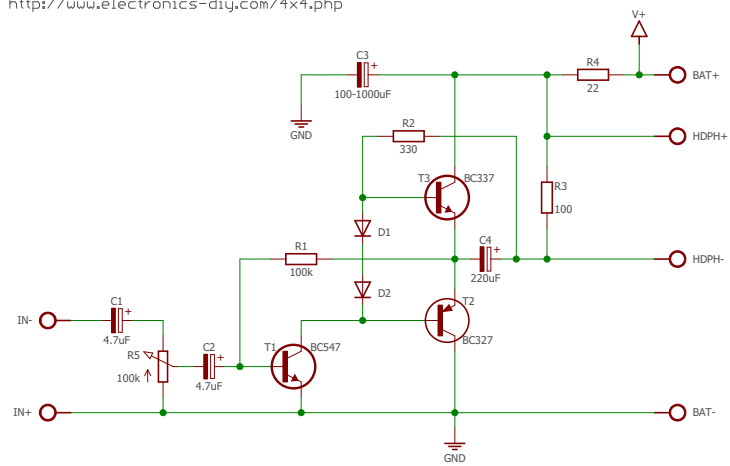 http://www.electronics-diy.com/4x4.php
V+
C3
+
R4
BAT+
100-1000uF
22
GND
R2
HDPH+
330
T3
BC337
R3
100
D1
C4
+
R1
HDPH-
100k
220uF
D2
T2
C1
+
IN-
BC327
4.7uF
C2
+
T1
BC547
R5
100k
4.7uF
IN+
BAT-
GND